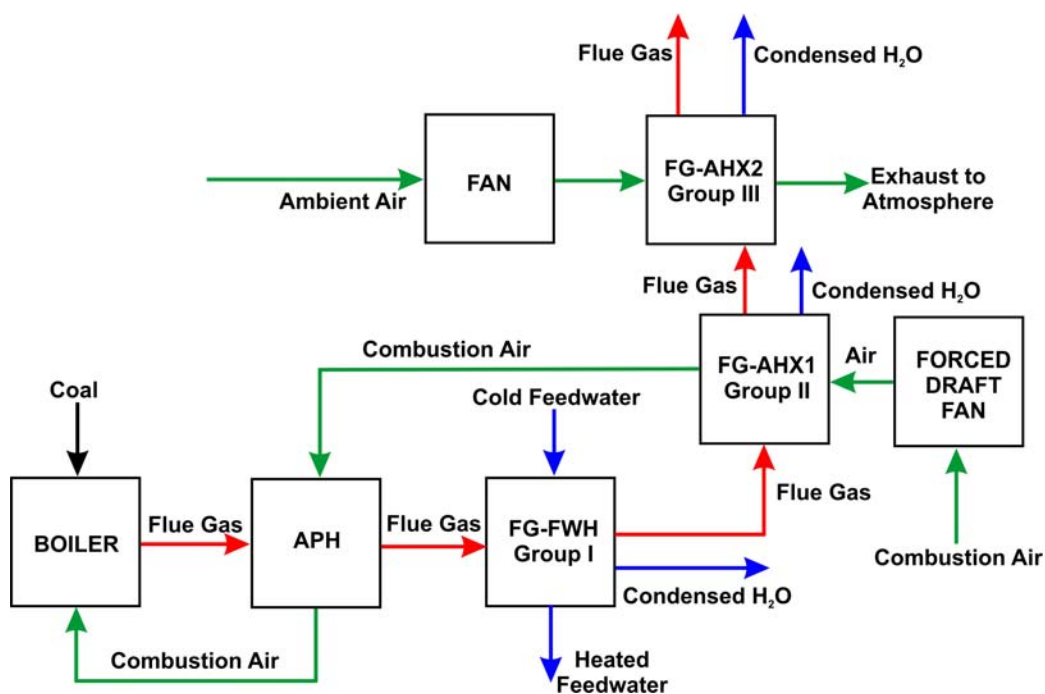 Flue Gas
Condensed H₂O
Ambient Air
FAN
FG-AHX2
Group III
Exhaust to
Atmosphere
Flue Gas
Condensed H₂O
Combustion Air
FG-AHX1
Group II
Air
FORCED
DRAFT
FAN
Coal
Cold Feedwater
Flue Gas
BOILER
Flue Gas
APH
Flue Gas
FG-FWH
Group I
Combustion Air
Condensed H₂O
Combustion Air
Heated
Feedwater